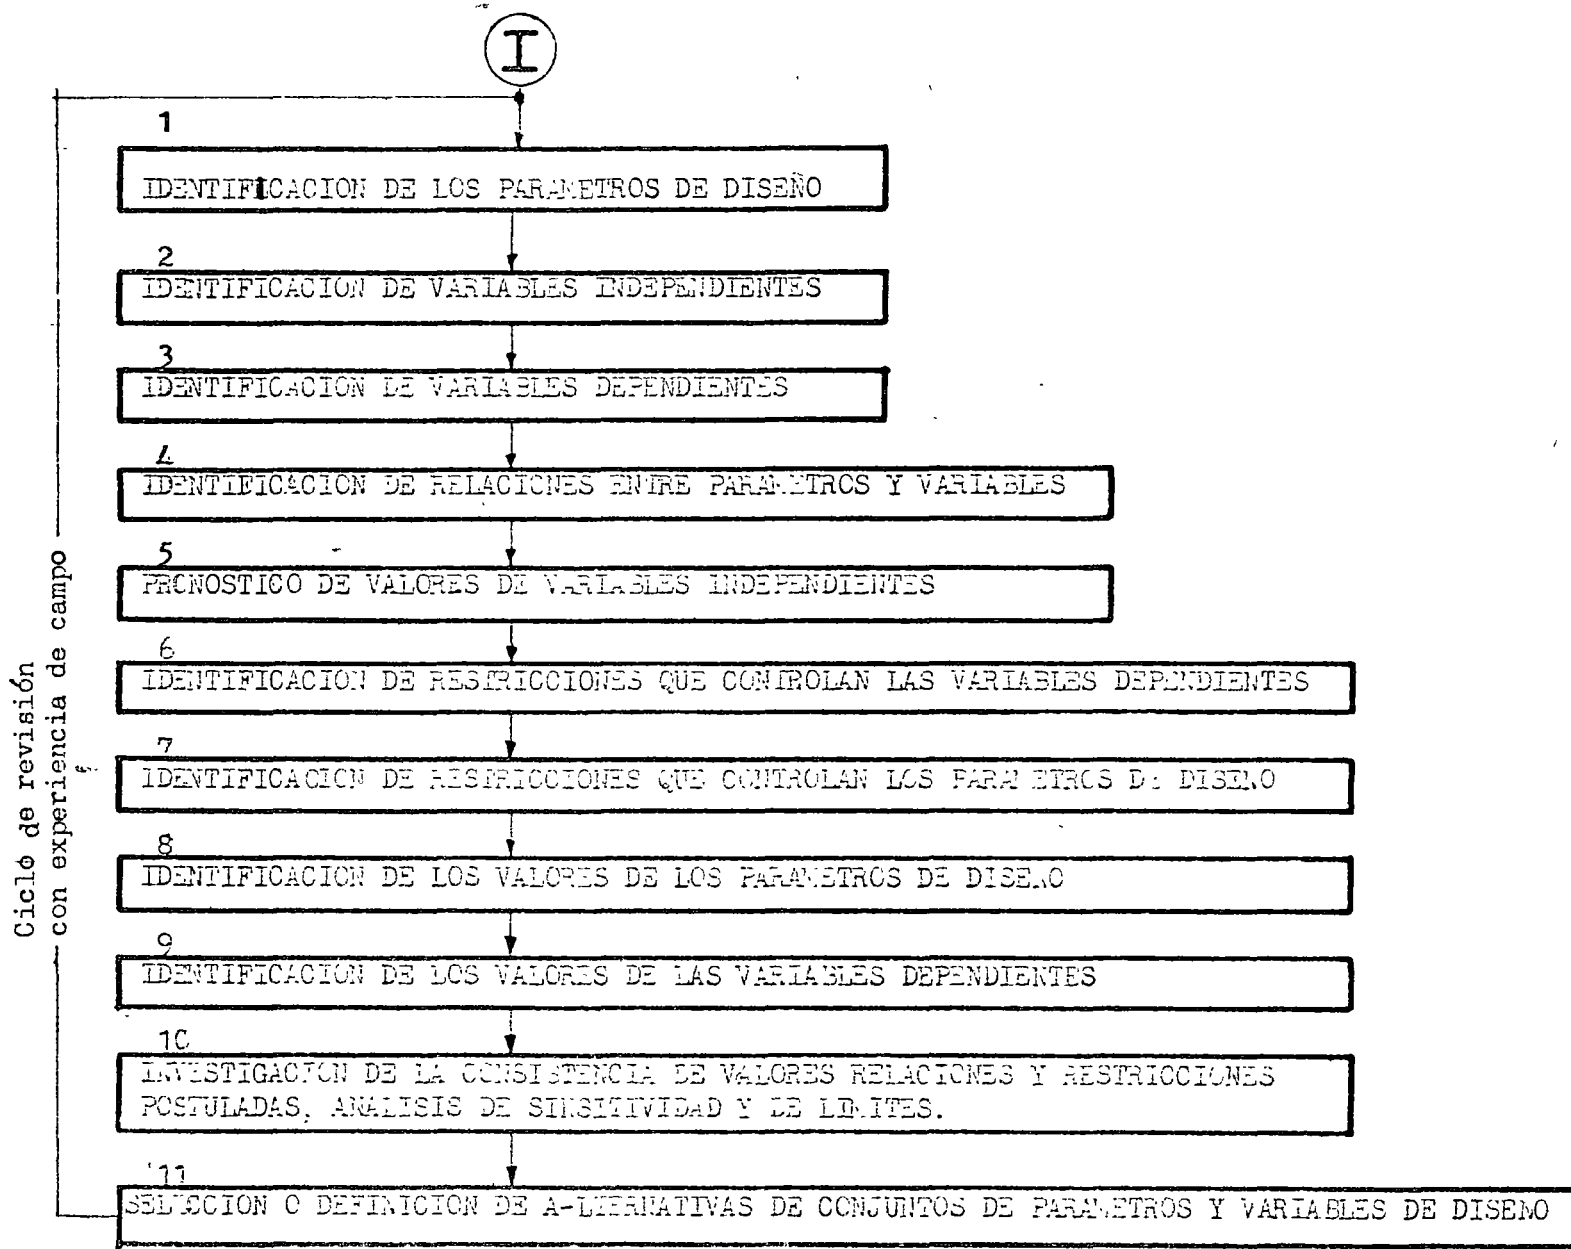 I
1
IDENTIFICACION DE LOS PARAMETROS DE DISEÑO
2
IDENTIFICACION DE VARIABLES INDEPENDIENTES
3
IDENTIFICACION DE VARIABLES DEPENDIENTES
4
IDENTIFICACION DE RELACIONES ENTRE PARAMETROS Y VARIABLES
5
PRONOSTICO DE VALORES DE VARIABLES INDEPENDIENTES
6
IDENTIFICACION DE RESTRICCIONES QUE CONTROLAN LAS VARIABLES DEPENDIENTES
7
IDENTIFICACION DE RESTRICCIONES QUE CONTROLAN LOS PARAMETROS DE DISEÑO
8
IDENTIFICACION DE LOS VALORES DE LOS PARAMETROS DE DISEÑO
9
IDENTIFICACION DE LOS VALORES DE LAS VARIABLES DEPENDIENTES
10
INVESTIGACION DE LA CONSISTENCIA DE VALORES RELACIONES Y RESTRICCIONES
POSTULADAS. ANALISIS DE SINSITIVIDAD Y DE LIMITES.
11
SELECCION O DEFINICION DE A-LTERNATIVAS DE CONJUNTOS DE PARAMETROS Y VARIABLES DE DISEÑO
Ciclo de revisión
con experiencia de campo